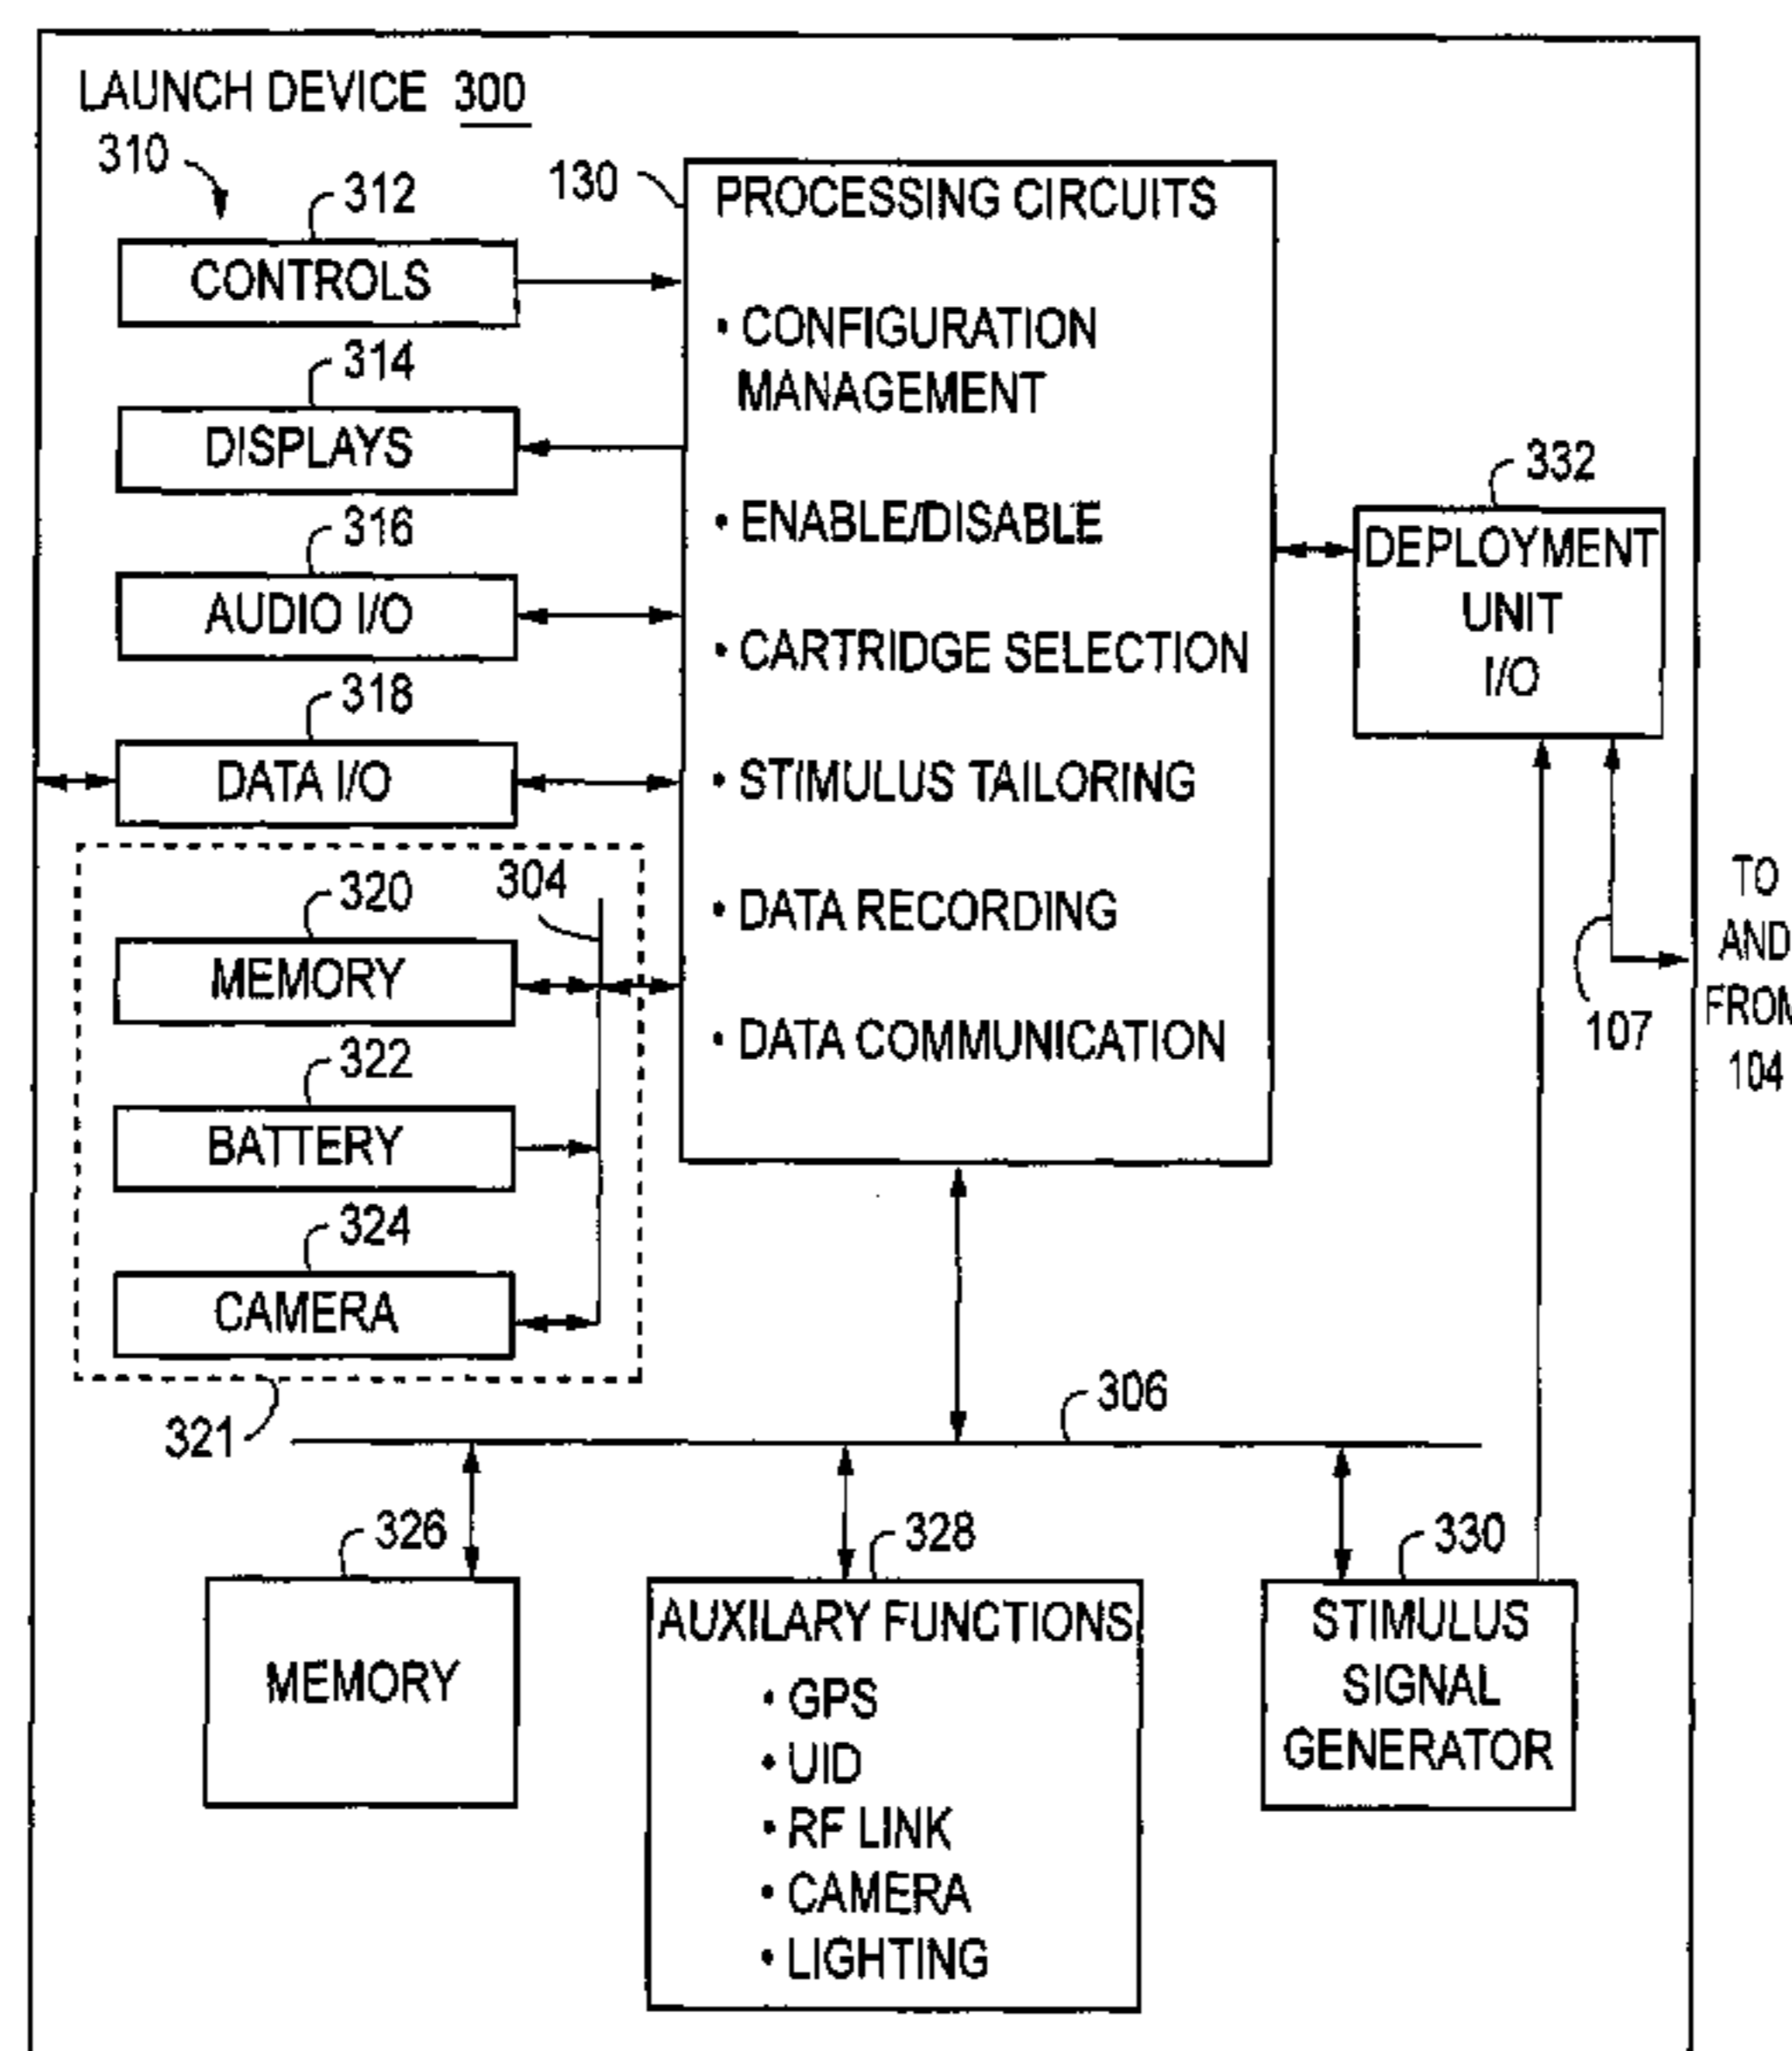 LAUNCH DEVICE 300
310
312
CONTROLS
314
DISPLAYS
316
AUDIO I/O
318
DATA I/O
304
320
MEMORY
322
BATTERY
324
CAMERA
321
130
PROCESSING CIRCUITS
• CONFIGURATION
MANAGEMENT
• ENABLE/DISABLE
• CARTRIDGE SELECTION
• STIMULUS TAILORING
• DATA RECORDING
• DATA COMMUNICATION
332
DEPLOYMENT
UNIT
I/O
107
TO
AND
FROM
104
306
326
MEMORY
328
AUXILARY FUNCTIONS
• GPS
• UID
• RF LINK
• CAMERA
• LIGHTING
330
STIMULUS
SIGNAL
GENERATOR